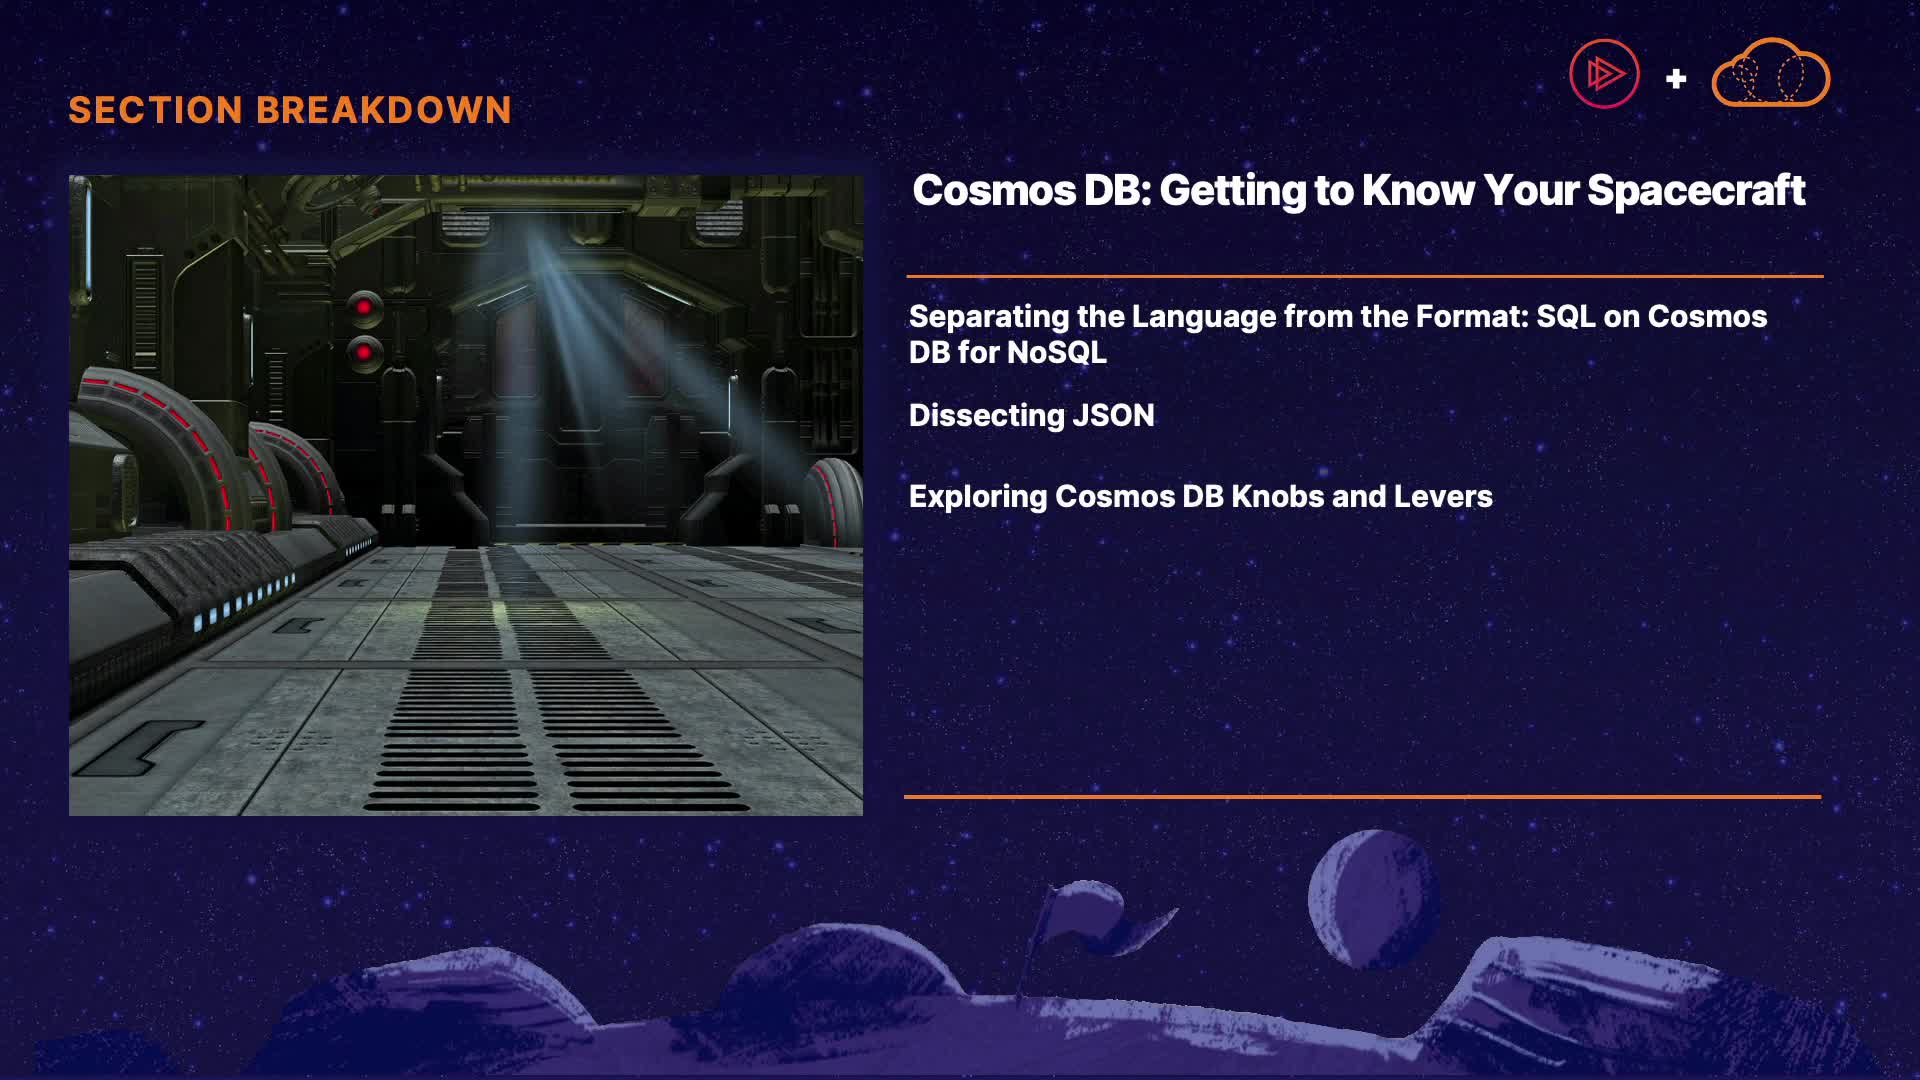 SECTION BREAKDOWN
Cosmos DB: Getting to Know Your Spacecraft
Separating the Language from the Format: SQL on Cosmos
DB for NoSQL
Dissecting JSON
Exploring Cosmos DB Knobs and Levers